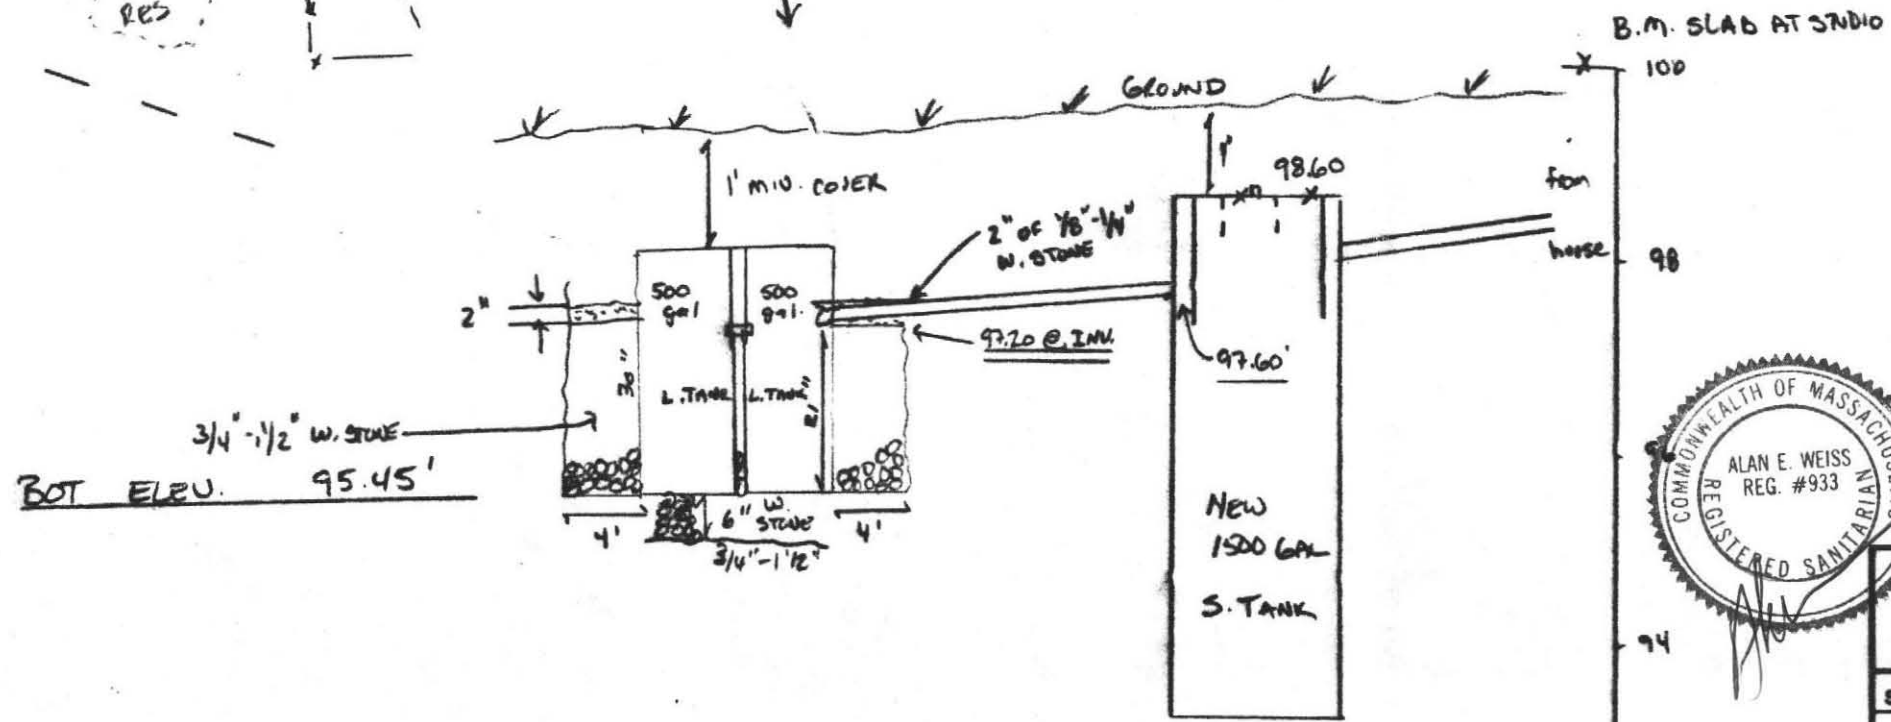 RES
B.M. SLAB AT STUDIO
100
GROUND
1'
98.60
1' MIN. COVER
from
house
98
2" OF 1/8"-1/4"
W. STONE
500
gal
500
gal.
2"
97.20 @ INV.
97.60'
30"
L. TANK
L. TANK
21"
3/4"-1 1/2" W. STONE
BOT ELEV. 95.45'
96
4'
6" W.
STONE
3/4"-1 1/2"
4'
NEW
1500 GAL
S. TANK
94
COMMONWEALTH OF MASSACHUS
ALAN E. WEISS
REG. #933
REGISTERED SANITARIAN